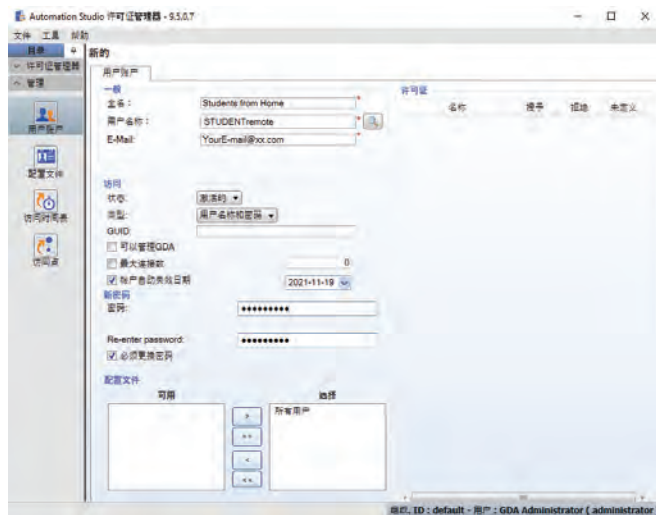 Automation Studio 许可证管理器 - 9.5.0.7
文件 工具 帮助
目录
许可证管理器
管理
用户账户
配置文件
访问时间表
访问点
新的
用户账户
一般
全名：
Students from Home
用户名称：
STUDENTremote
E-Mail:
YourE-mail@xx.com
访问
状态:
激活的
类型:
用户名称和密码
GUID
可以管理GDA
最大连接数
0
账户自动失效日期
2021-11-19
新密码
密码:
Re-enter password:
必须更换密码
配置文件
可用
选择
>
>>
<
<<
所有用户
许可证
名称 授予 拒绝 未定义
组织. ID : default - 用户 : GDA Administrator ( administrator